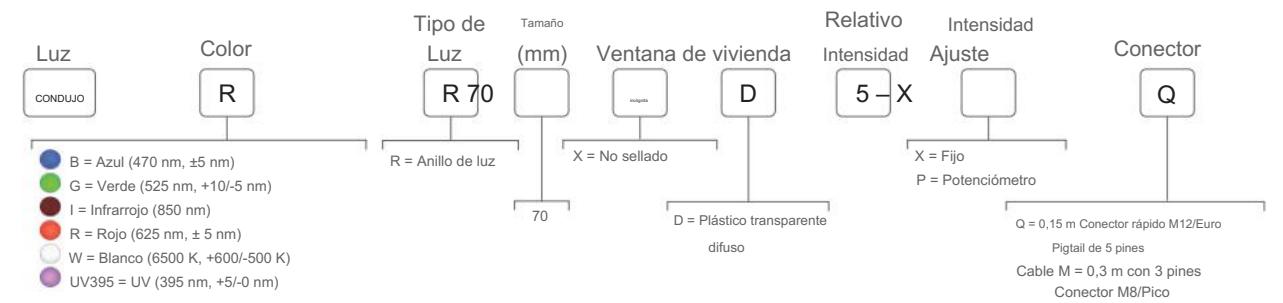 Luz
Color
Tipo de
Luz
Tamaño
(mm)
Ventana de vivienda
Relativo
Intensidad
Intensidad
Ajuste
Conector
CONDUJO
R
R 70
incógnita
D
5 – X
Q
B = Azul (470 nm, ±5 nm)
G = Verde (525 nm, +10/-5 nm)
I = Infrarrojo (850 nm)
R = Rojo (625 nm, ± 5 nm)
W = Blanco (6500 K, +600/-500 K)
UV395 = UV (395 nm, +5/-0 nm)
R = Anillo de luz
70
X = No sellado
D = Plástico transparente
difuso
X = Fijo
P = Potenciómetro
Q = 0,15 m Conector rápido M12/Euro
Pigtail de 5 pines
Cable M = 0,3 m con 3 pines
Conector M8/Pico